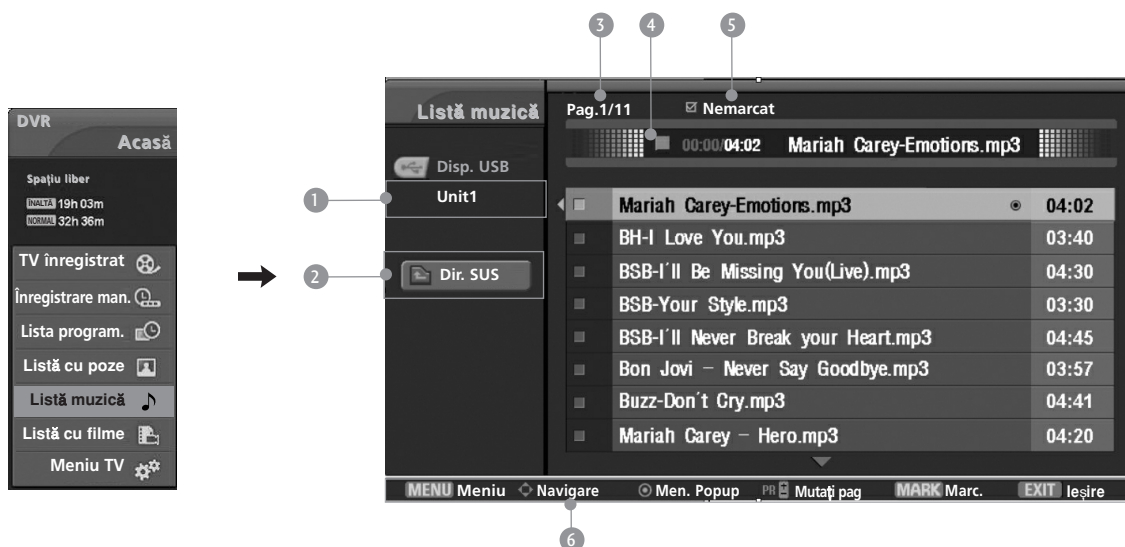 3 4 5
DVR
Acasă
Spaţiu liber
ÎNALTĂ 19h 03m
NORMAL 32h 36m
TV înregistrat
Înregistrare man.
Lista program.
Listă cu poze
Listă muzică
Listă cu filme
Meniu TV
1
2
Listă muzică
Disp. USB
Unit1
Dir. SUS
Pag.1/11 Nemarcat
00:00/04:02 Mariah Carey-Emotions.mp3
Mariah Carey-Emotions.mp3 04:02
BH-I Love You.mp3 03:40
BSB-I´ll Be Missing You(Live).mp3 04:30
BSB-Your Style.mp3 03:30
BSB-I´ll Never Break your Heart.mp3 04:45
Bon Jovi – Never Say Goodbye.mp3 03:57
Buzz-Don´t Cry.mp3 04:41
Mariah Carey – Hero.mp3 04:20
MENU Meniu Navigare Men. Popup PR Mutaţi pag MARK Marc. EXIT Ieşire
6